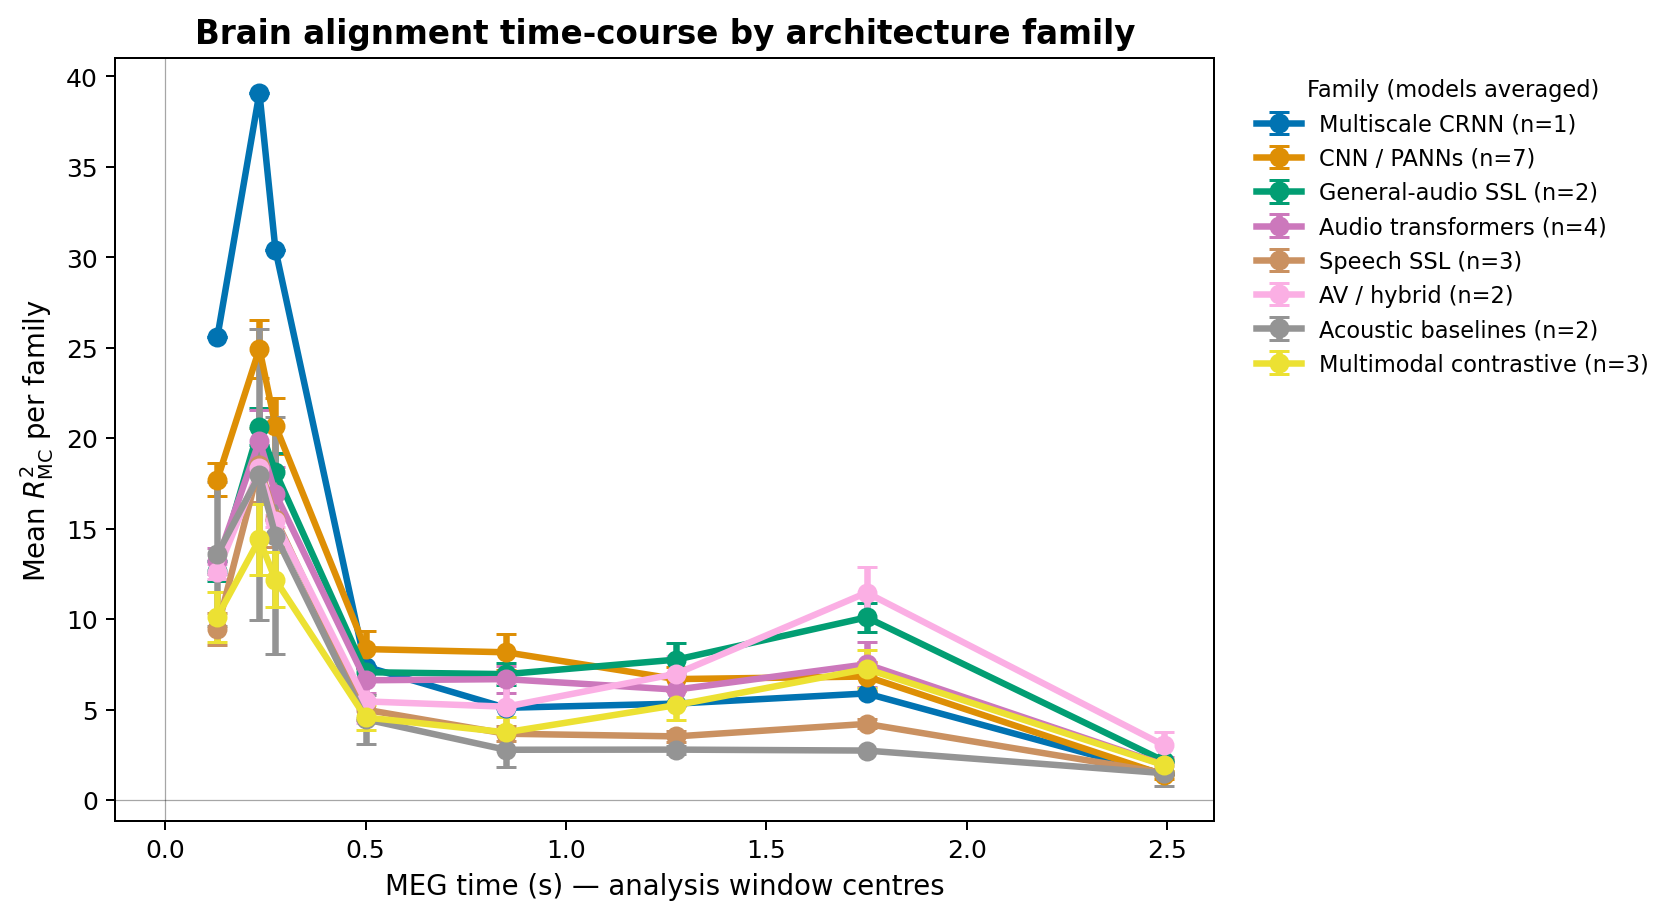 Brain alignment time-course by architecture family
Mean R²MC per family
40
35
30
25
20
15
10
5
0
0.0 0.5 1.0 1.5 2.0 2.5
MEG time (s) — analysis window centres
Family (models averaged)
Multiscale CRNN (n=1)
CNN / PANNs (n=7)
General-audio SSL (n=2)
Audio transformers (n=4)
Speech SSL (n=3)
AV / hybrid (n=2)
Acoustic baselines (n=2)
Multimodal contrastive (n=3)